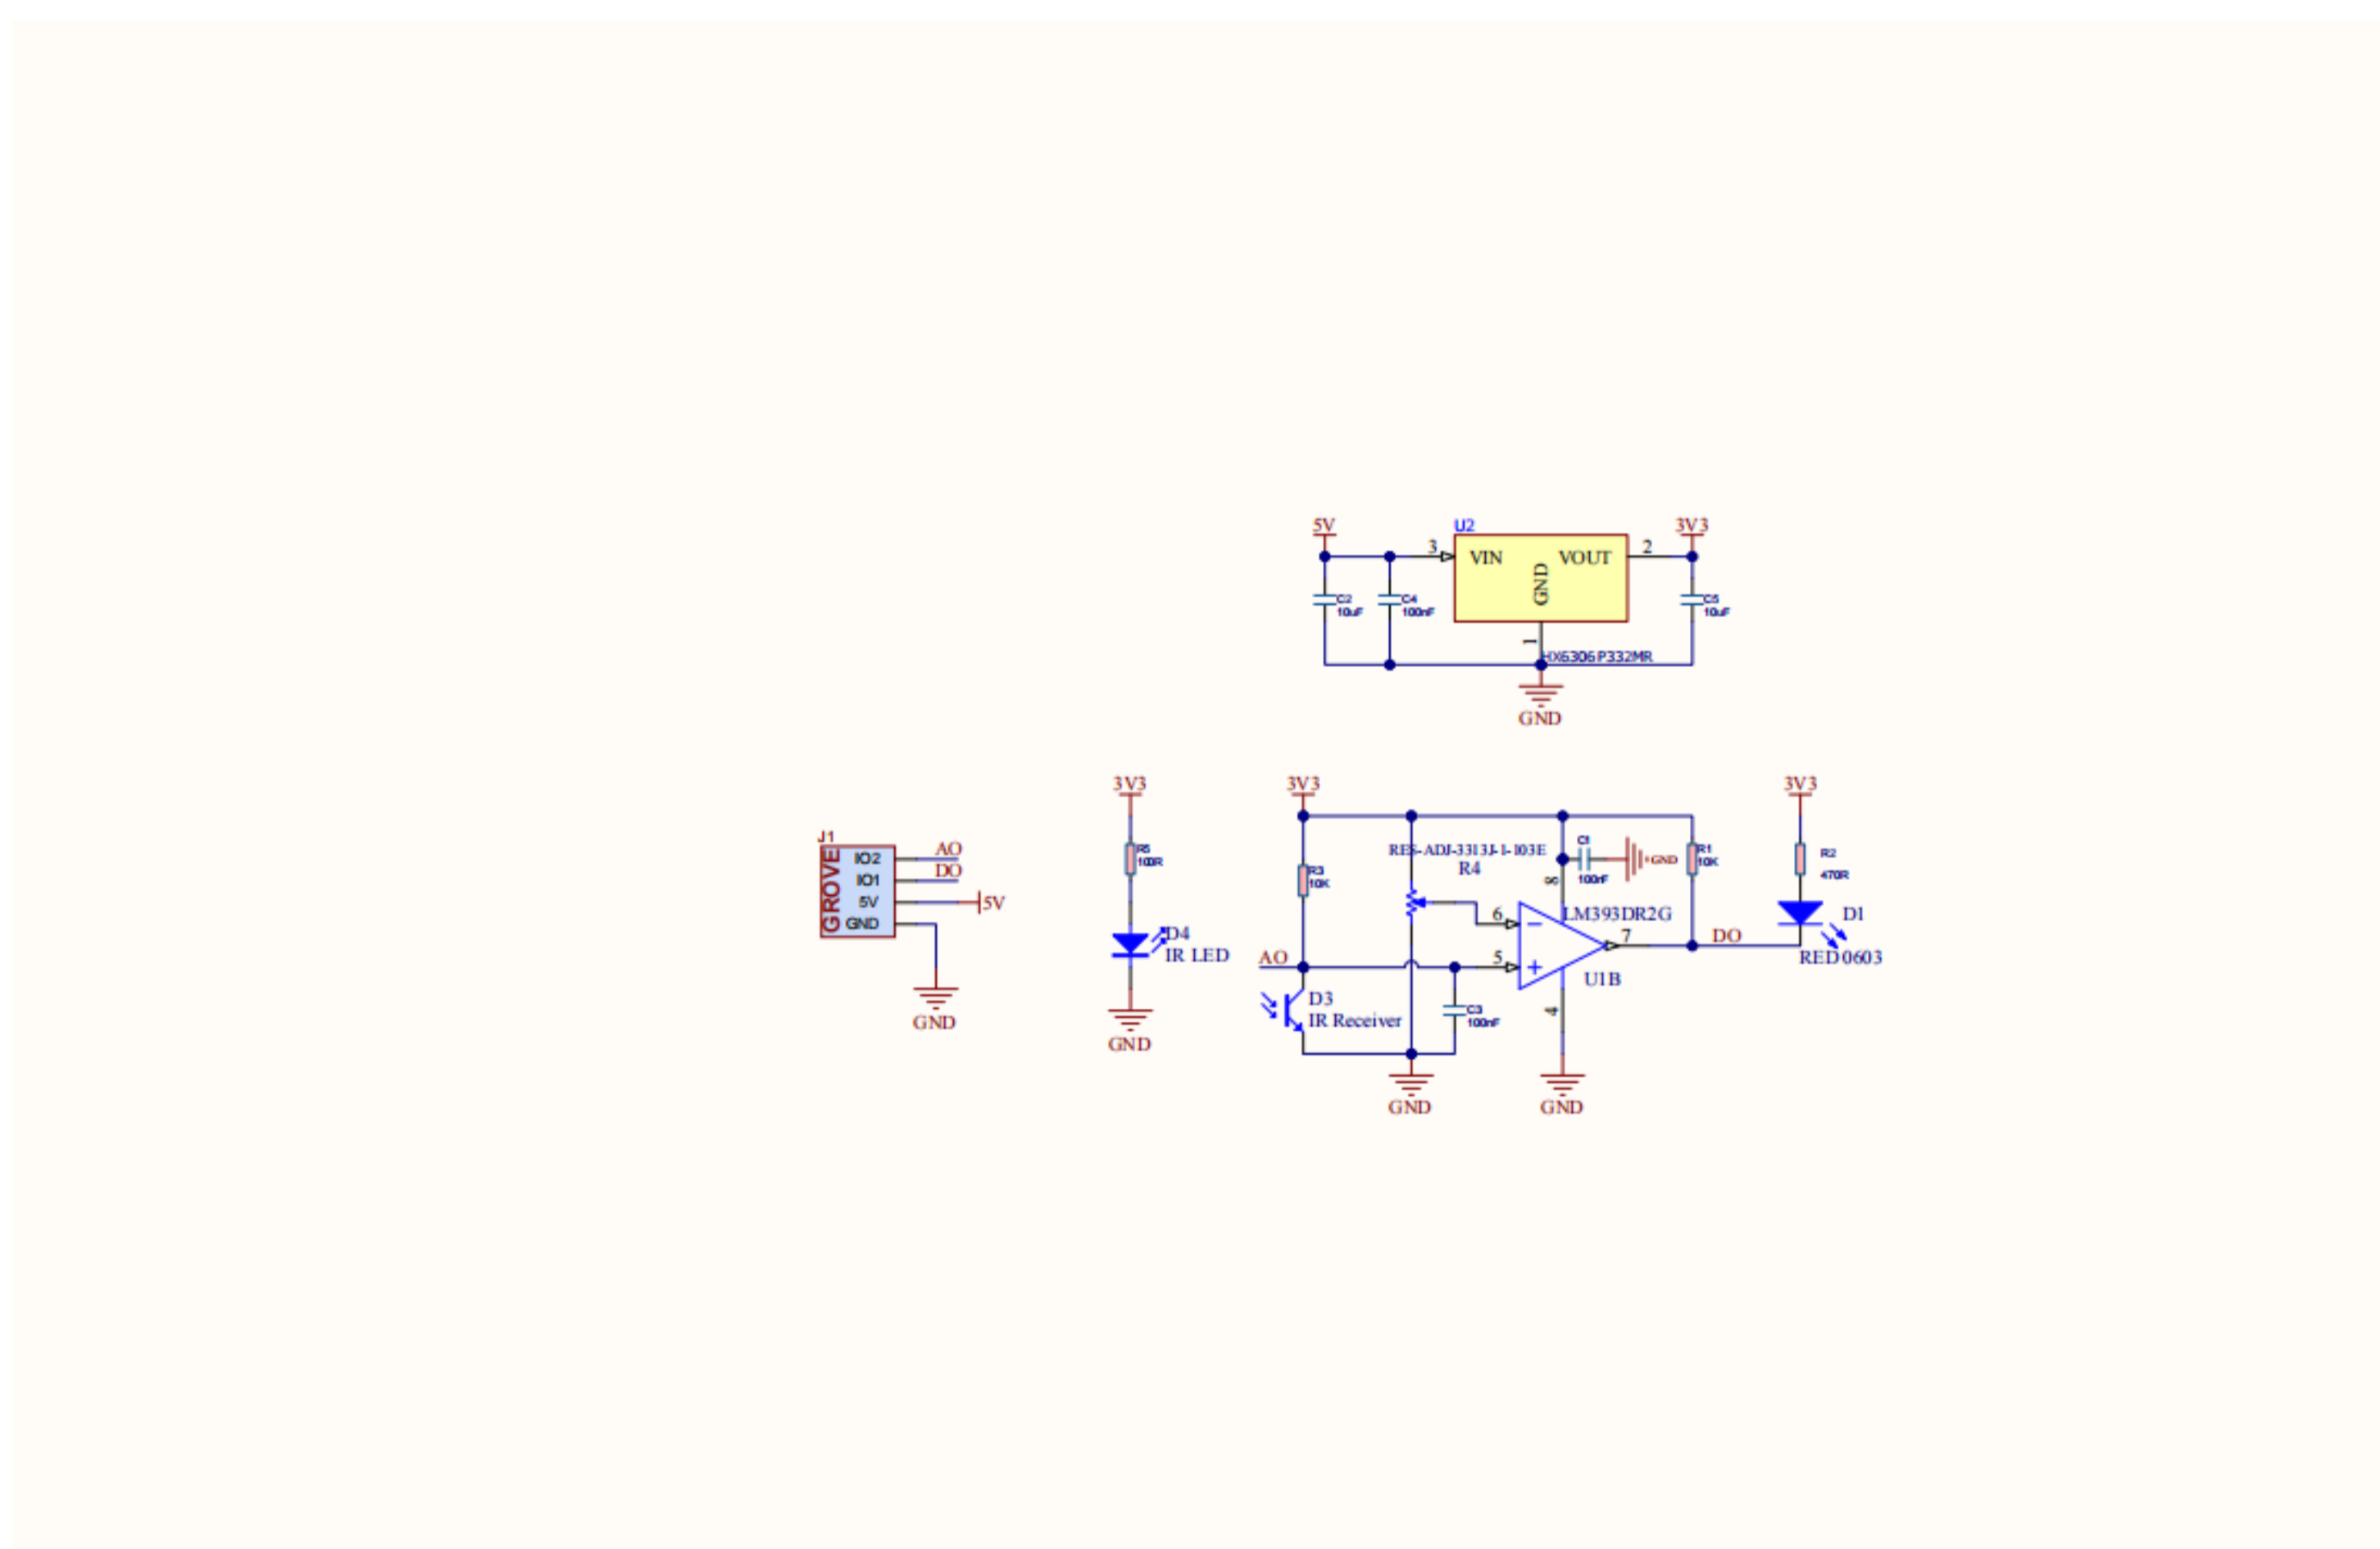 5V
U2
3V3
3
VIN
VOUT
2
GND
C2
10uF
C4
100nF
C5
10uF
1
HX6306P332MR
GND
3V3
3V3
3V3
J1
GROVE
IO2
AO
IO1
DO
5V
5V
GND
GND
R5
100R
D4
IR LED
GND
RES-ADJ-3313J-1-103E
R4
R3
10K
C1
100nF
GND
8
R1
10K
R2
470R
6
LM393DR2G
7
DO
D1
RED 0603
AO
5
U1B
D3
IR Receiver
C3
100nF
4
GND
GND